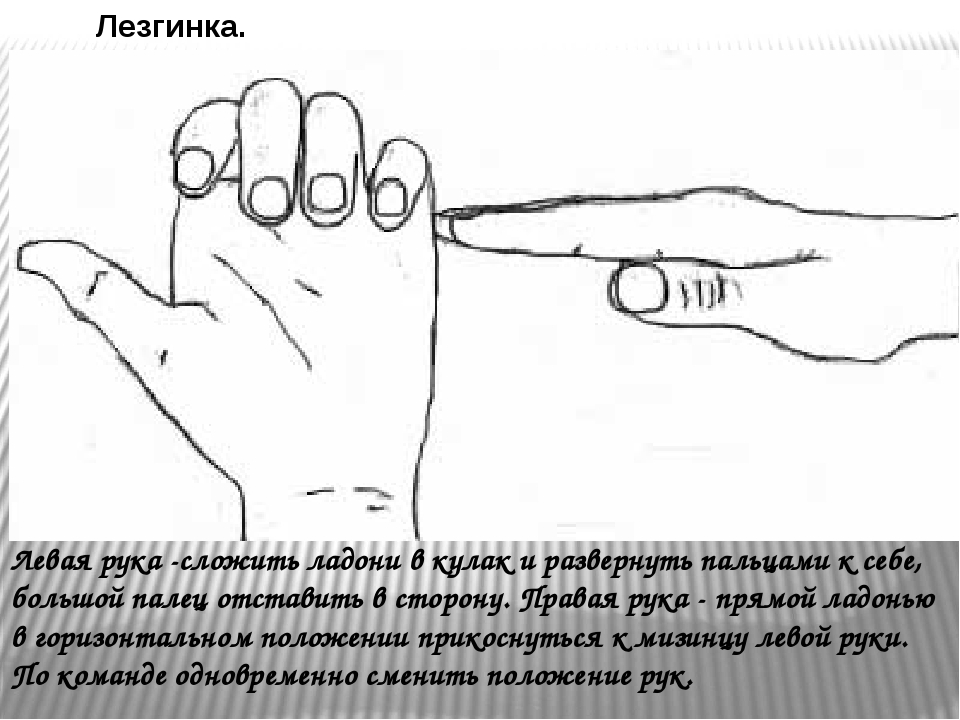 Лезгинка.
Левая рука -сложить ладони в кулак и развернуть пальцами к себе,
большой палец отставить в сторону. Правая рука - прямой ладонью
в горизонтальном положении прикоснуться к мизинцу левой руки.
По команде одновременно сменить положение рук.